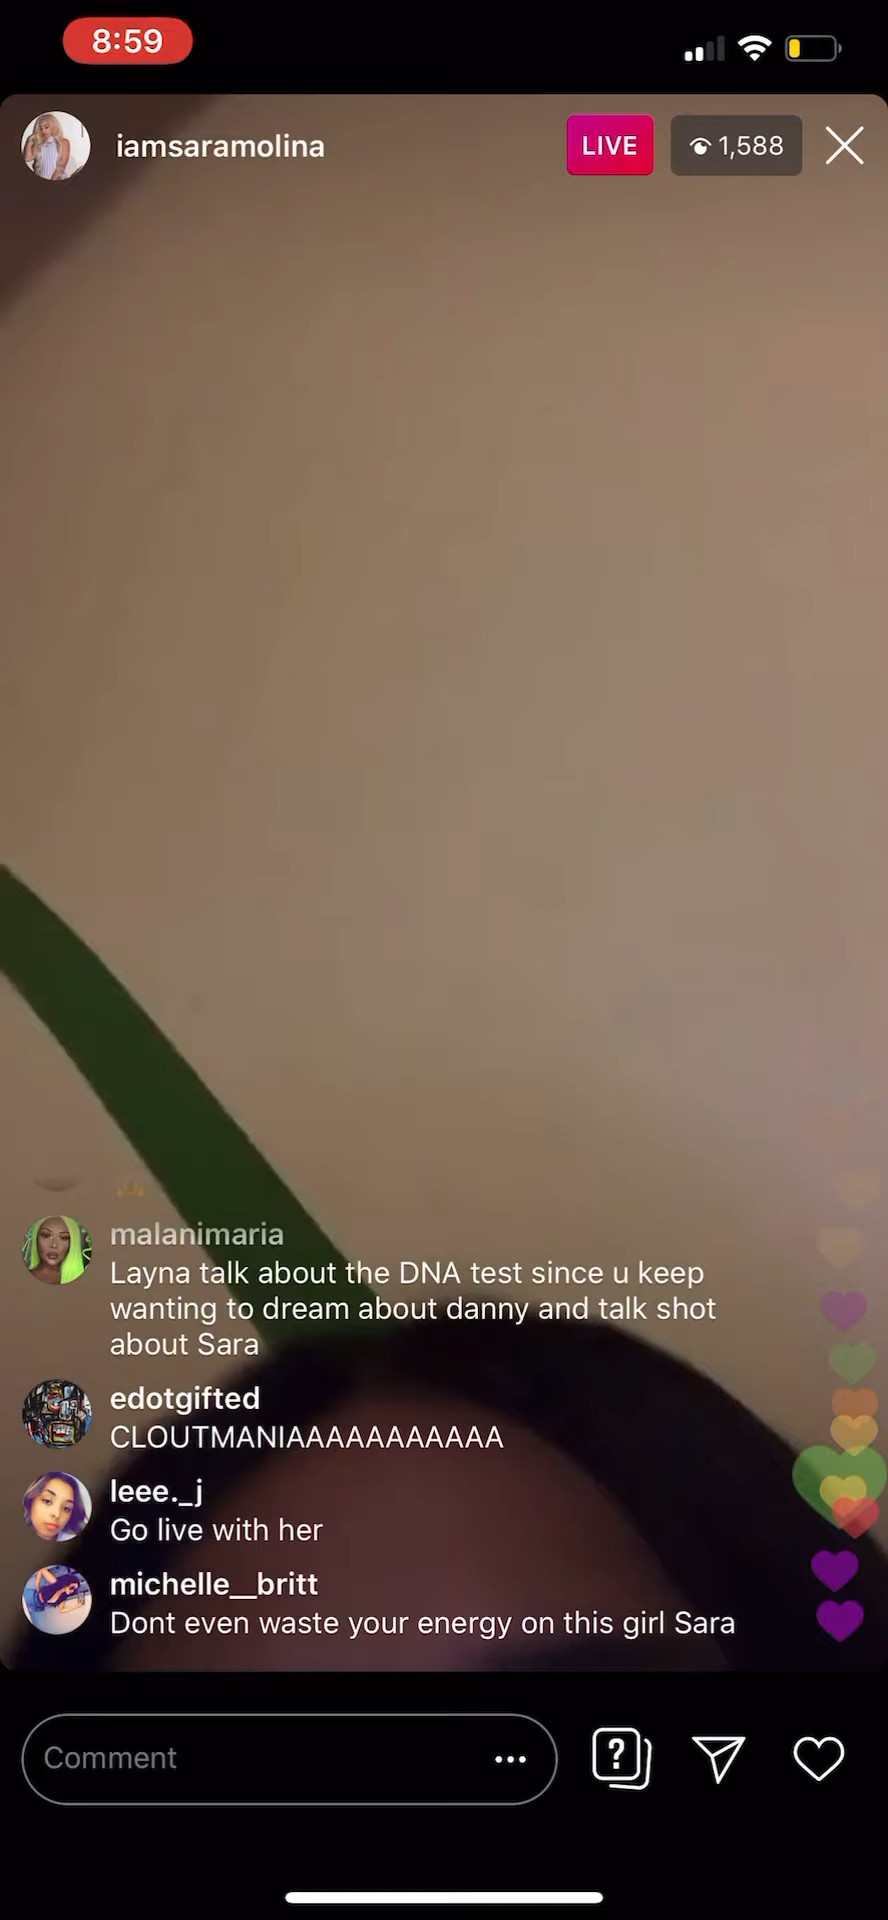 8:59
iamsaramolina
LIVE
1,588
malanimaria
Layna talk about the DNA test since u keep
wanting to dream about danny and talk shot
about Sara
edotgifted
CLOUTMANIAAAAAAAAAAA
leee._j
Go live with her
michelle__britt
Dont even waste your energy on this girl Sara
Comment